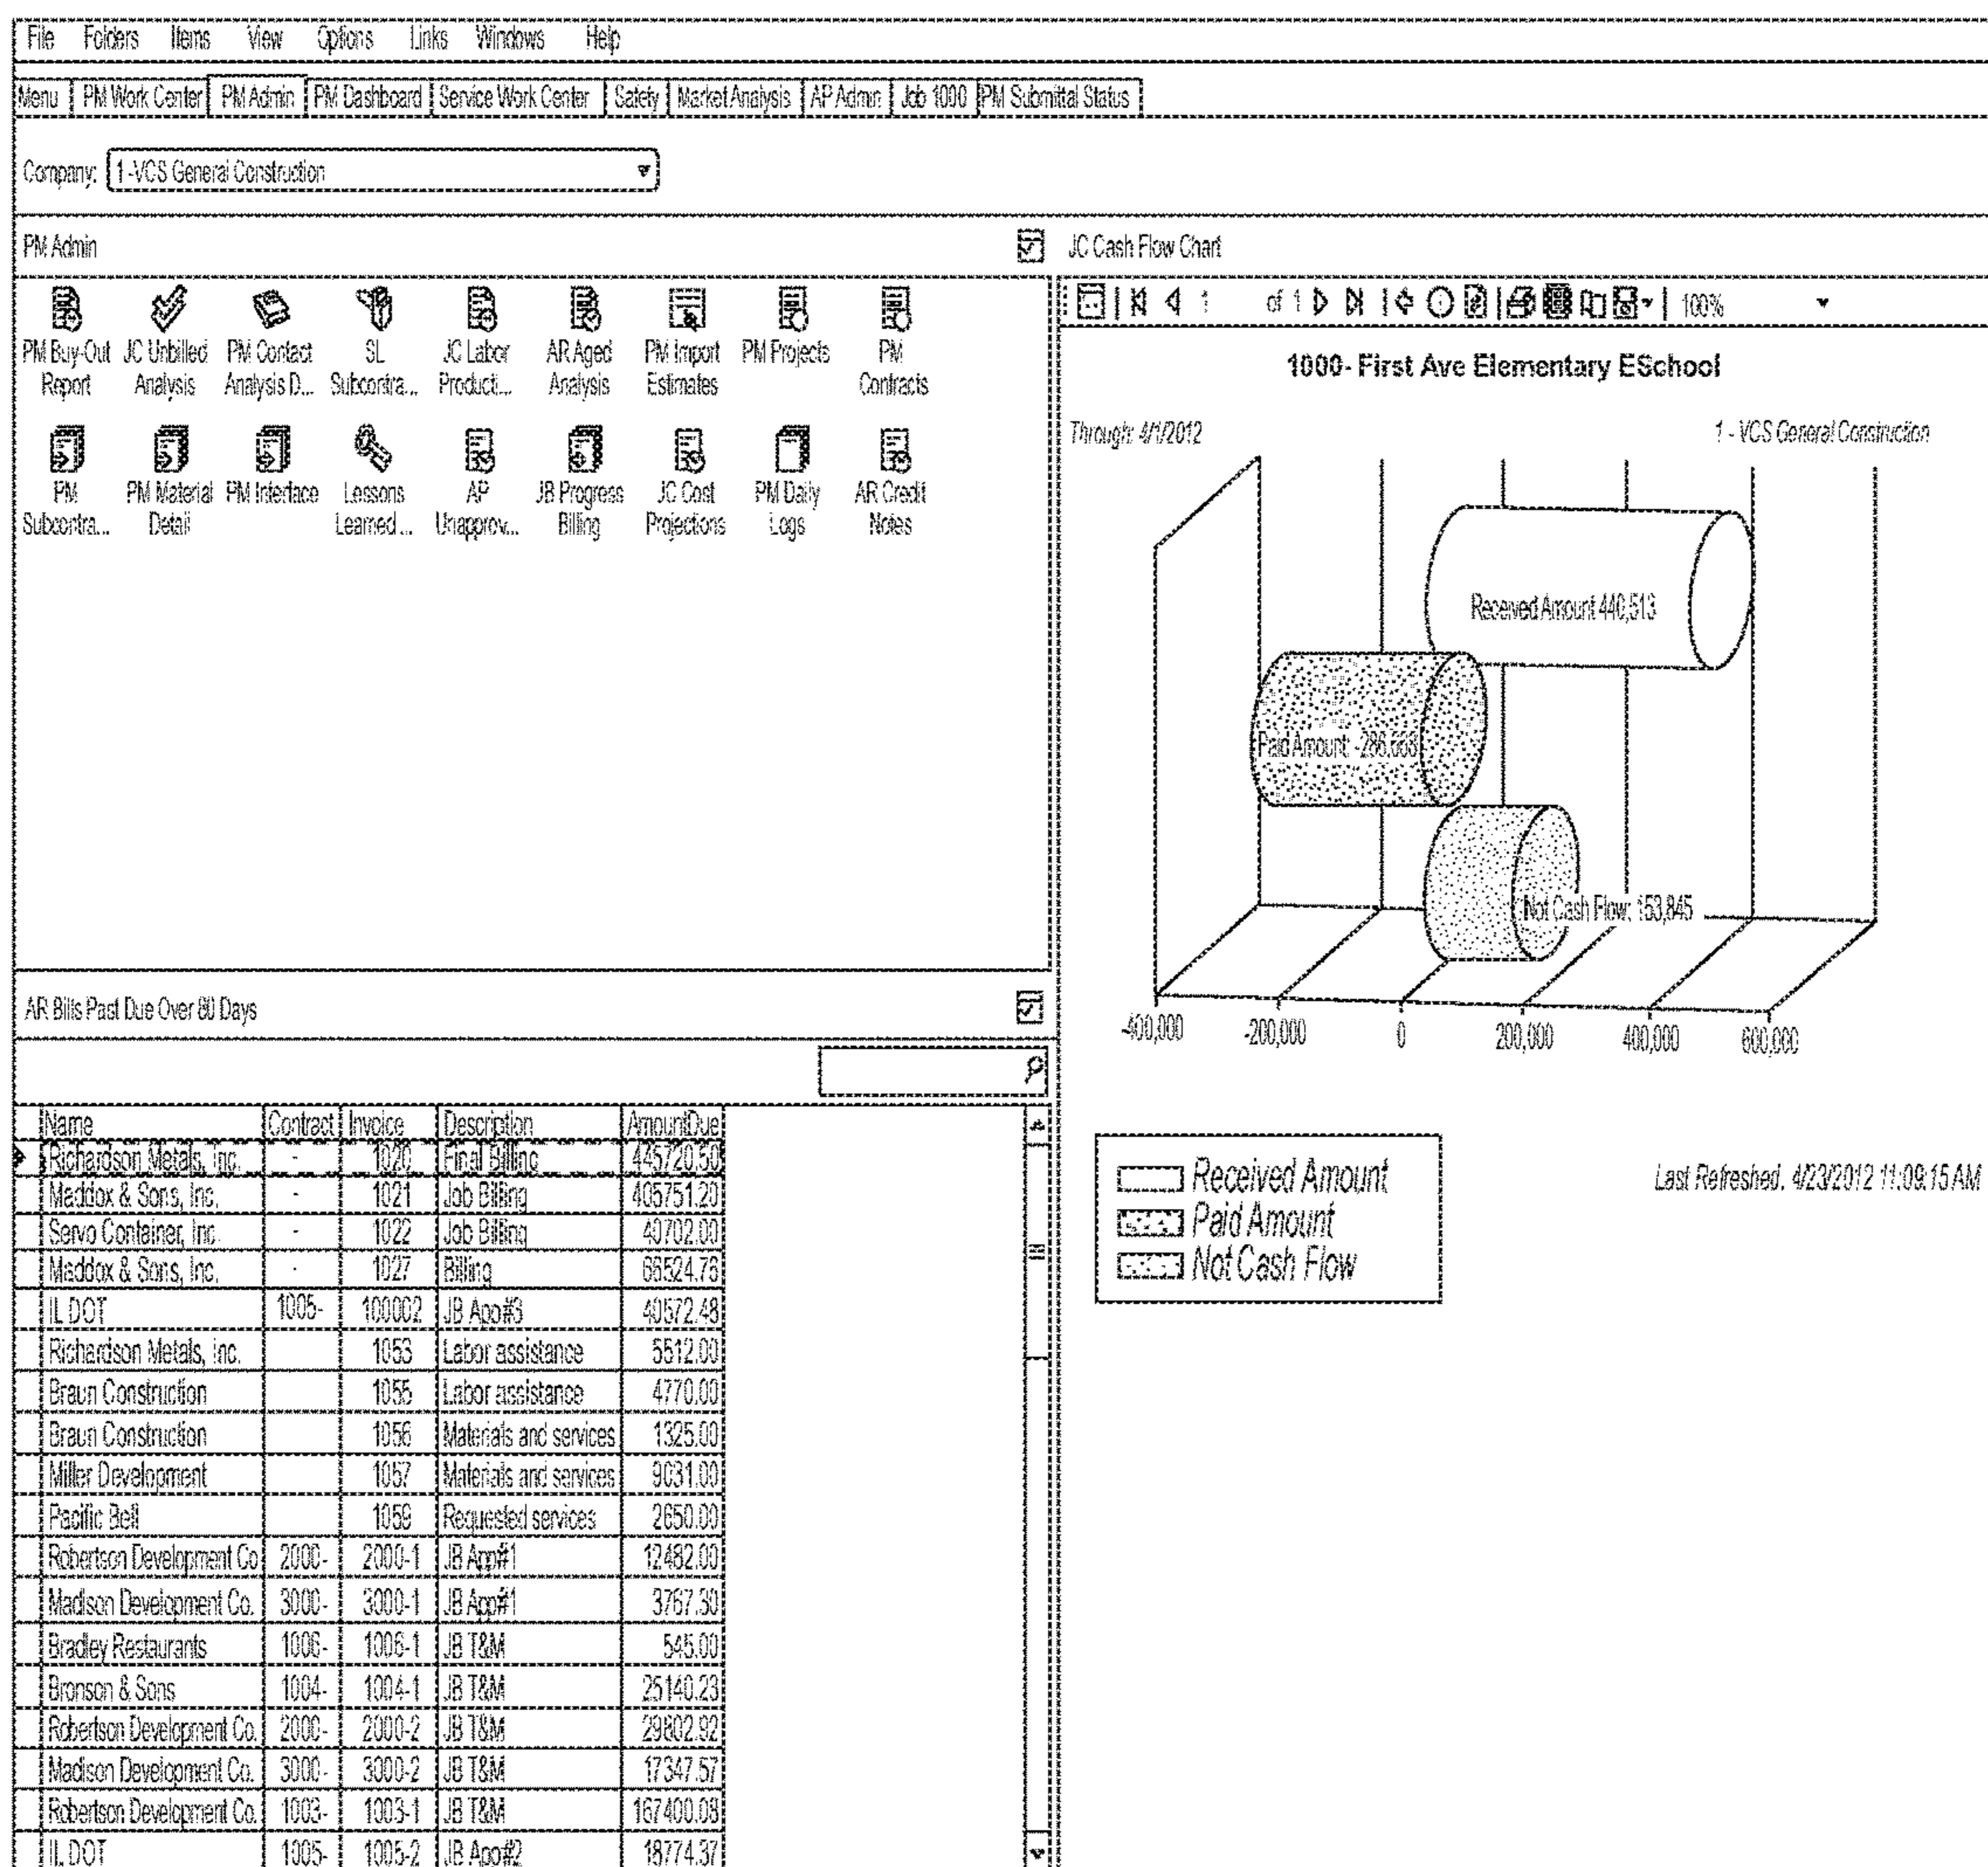 File Folders Items View Options Links Windows Help
Menu PM Work Center PM Admin PM Dashboard Service Work Center Safety Market Analysis AP Admin Job 1000 PM Submittal Status
Company: 1 -VCS General Construction
PM Admin
PM Buy-Out Report
JC Unbilled Analysis
PM Contact Analysis D...
SL Subcontra...
JC Labor Producti...
AR Aged Analysis
PM Import Estimates
PM Projects
PM Contracts
PM Subcontra...
PM Material Detail
PM Interface
Lessons Learned ...
AP Unapprov...
JB Progress Billing
JC Cost Projections
PM Daily Logs
AR Credit Notes
JC Cash Flow Chart
1 of 1 100%
1000- First Ave Elementary ESchool
Through: 4/1/2012
1 - VCS General Construction
Received Amount 440,513
Paid Amount:
Not Cash Flow: 153,845
-400,000 -200,000 0 200,000 400,000 600,000
Received Amount
Paid Amount
Not Cash Flow
Last Refreshed. 4/23/2012 11:09:15 AM
AR Bills Past Due Over 80 Days
Name Contract Invoice Description AmountDue
Richardson Metals, Inc. - 1020 Final Billing 445720.50
Maddox & Sons, Inc. - 1021 Job Billing 405751.20
Servo Container, Inc. - 1022 Job Billing 40702.00
Maddox & Sons, Inc. - 1027 Billing 66524.76
IL DOT 1005- 100002 JB App#3 40572.48
Richardson Metals, Inc. 1053 Labor assistance 5512.00
Braun Construction 1055 Labor assistance 4770.00
Braun Construction 1056 Materials and services 1325.00
Miller Development 1057 Materials and services 9031.00
Pacific Bell 1059 Requested services 2650.00
Robertson Development Co 2000- 2000-1 JB App#1 12482.00
Madison Development Co. 3000- 3000-1 JB App#1 3767.30
Bradley Restaurants 1006- 1006-1 JB T&M 545.00
Bronson & Sons 1004- 1004-1 JB T&M 25140.23
Robertson Development Co. 2000- 2000-2 JB T&M 29802.92
Madison Development Co. 3000- 3000-2 JB T&M 17347.57
Robertson Development Co. 1003- 1003-1 JB T&M 167400.08
IL DOT 1005- 1005-2 JB App#2 18774.37